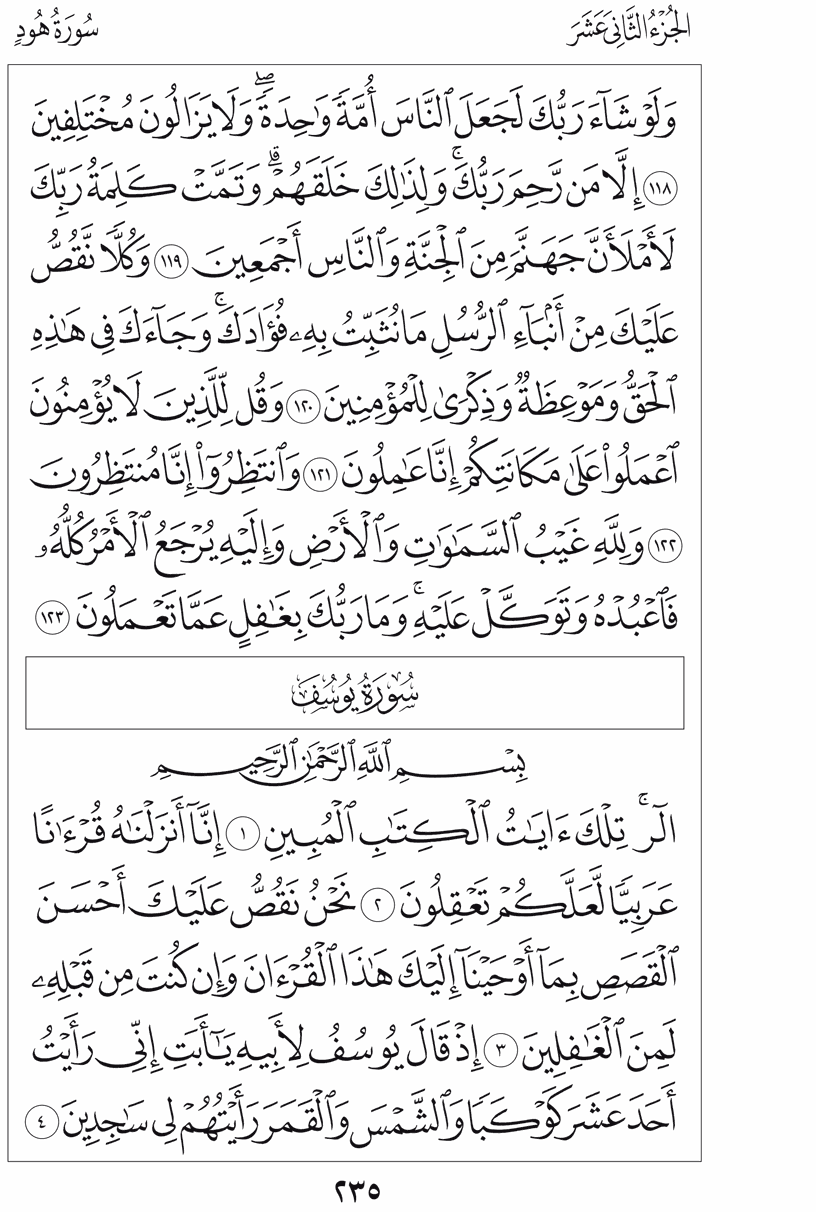 الجُزْءُ الثَّانِي عَشَرَ
سُورَةُ هُودٍ
وَلَوْ شَآءَ رَبُّكَ لَجَعَلَ ٱلنَّاسَ أُمَّةً وَٰحِدَةًۖ وَلَا يَزَالُونَ مُخْتَلِفِينَ
١١٨ إِلَّا مَن رَّحِمَ رَبُّكَۚ وَلِذَٰلِكَ خَلَقَهُمْۗ وَتَمَّتْ كَلِمَةُ رَبِّكَ
لَأَمْلَأَنَّ جَهَنَّمَ مِنَ ٱلْجِنَّةِ وَٱلنَّاسِ أَجْمَعِينَ ١١٩ وَكُلًّا نَّقُصُّ
عَلَيْكَ مِنْ أَنۢبَآءِ ٱلرُّسُلِ مَا نُثَبِّتُ بِهِۦ فُؤَادَكَۚ وَجَآءَكَ فِى هَٰذِهِ
ٱلْحَقُّ وَمَوْعِظَةٌ وَذِكْرَىٰ لِلْمُؤْمِنِينَ ١٢٠ وَقُل لِّلَّذِينَ لَا يُؤْمِنُونَ
ٱعْمَلُوا۟ عَلَىٰ مَكَانَتِكُمْ إِنَّا عَٰمِلُونَ ١٢١ وَٱنتَظِرُوٓا۟ إِنَّا مُنتَظِرُونَ
١٢٢ وَلِلَّهِ غَيْبُ ٱلسَّمَٰوَٰتِ وَٱلْأَرْضِ وَإِلَيْهِ يُرْجَعُ ٱلْأَمْرُ كُلُّهُۥ
فَٱعْبُدْهُ وَتَوَكَّلْ عَلَيْهِۚ وَمَا رَبُّكَ بِغَٰفِلٍ عَمَّا تَعْمَلُونَ ١٢٣
سُورَةُ يُوسُفَ
بِسْمِ ٱللَّهِ ٱلرَّحْمَٰنِ ٱلرَّحِيمِ
الٓرۚ تِلْكَ ءَايَٰتُ ٱلْكِتَٰبِ ٱلْمُبِينِ ١ إِنَّآ أَنزَلْنَٰهُ قُرْءَٰنًا
عَرَبِيًّا لَّعَلَّكُمْ تَعْقِلُونَ ٢ نَحْنُ نَقُصُّ عَلَيْكَ أَحْسَنَ
ٱلْقَصَصِ بِمَآ أَوْحَيْنَآ إِلَيْكَ هَٰذَا ٱلْقُرْءَانَ وَإِن كُنتَ مِن قَبْلِهِۦ
لَمِنَ ٱلْغَٰفِلِينَ ٣ إِذْ قَالَ يُوسُفُ لِأَبِيهِ يَٰٓأَبَتِ إِنِّى رَأَيْتُ
أَحَدَ عَشَرَ كَوْكَبًا وَٱلشَّمْسَ وَٱلْقَمَرَ رَأَيْتُهُمْ لِى سَٰجِدِينَ ٤
٢٣٥